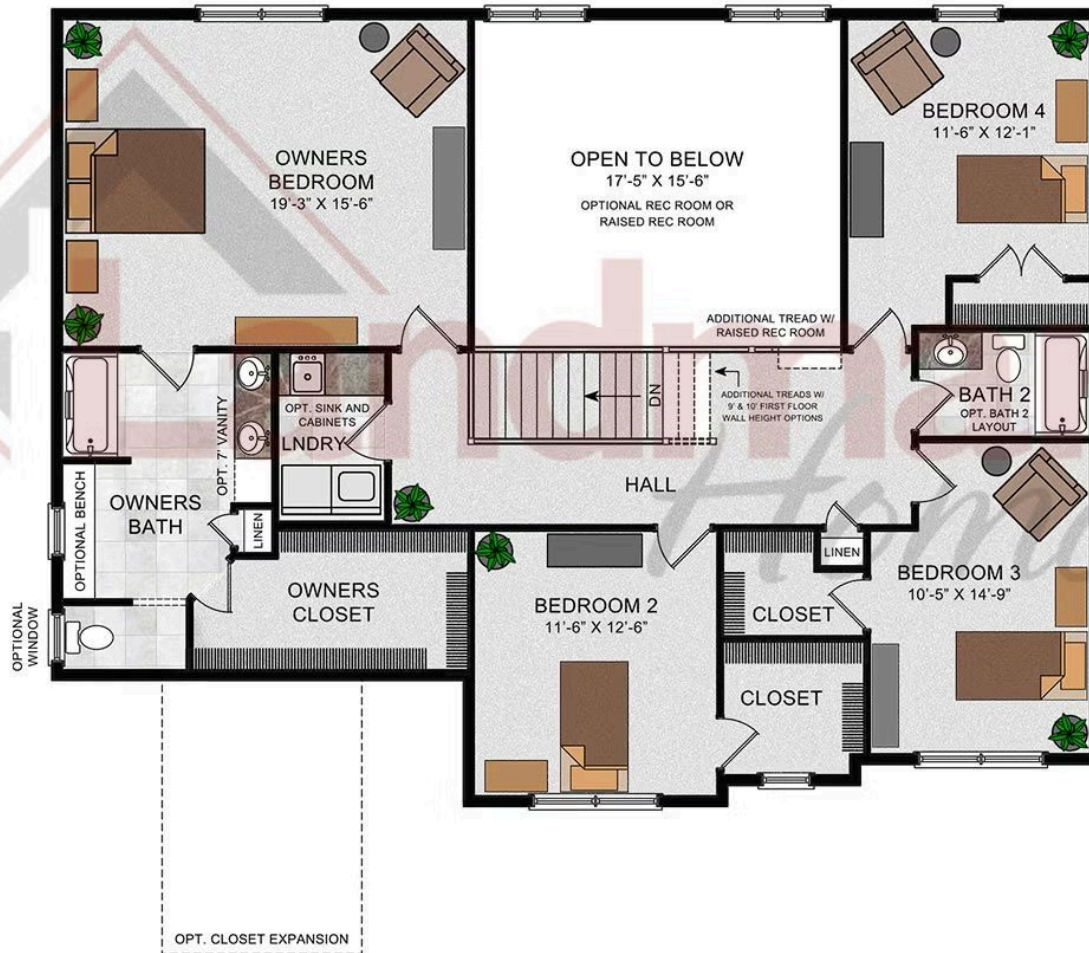 OWNERS
BEDROOM
19'-3" X 15'-6"
OPEN TO BELOW
17'-5" X 15'-6"
OPTIONAL REC ROOM OR
RAISED REC ROOM
BEDROOM 4
11'-6" X 12'-1"
ADDITIONAL TREAD W/
RAISED REC ROOM
DN
ADDITIONAL TREADS W/
9' & 10' FIRST FLOOR
WALL HEIGHT OPTIONS
BATH 2
OPT. BATH 2
LAYOUT
OPT. SINK AND
CABINETS
LNDRY
OPT. 7' VANITY
OPTIONAL BENCH
OWNERS
BATH
LINEN
HALL
LINEN
OWNERS
CLOSET
BEDROOM 2
11'-6" X 12'-6"
CLOSET
BEDROOM 3
10'-5" X 14'-9"
OPTIONAL
WINDOW
CLOSET
OPT. CLOSET EXPANSION
Landma
Hom